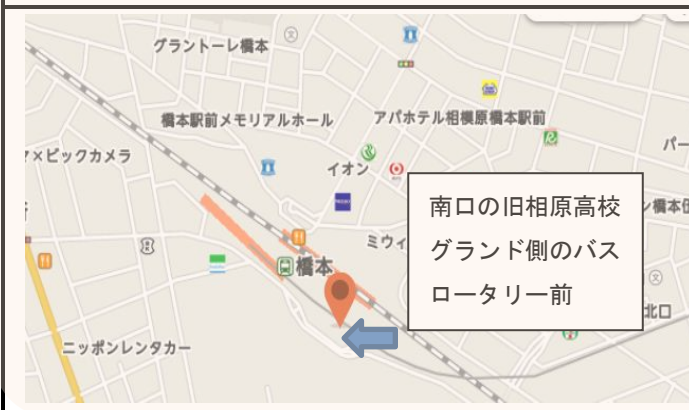 グラントーレ橋本
橋本駅前メモリアルホール
アパホテル相模原橋本駅前
×ビックカメラ
イオン
パー
南口の旧相原高校
グランド側のバス
ロータリー前
橋本
ミウィ
橋本
北口
ニッポンレンタカー